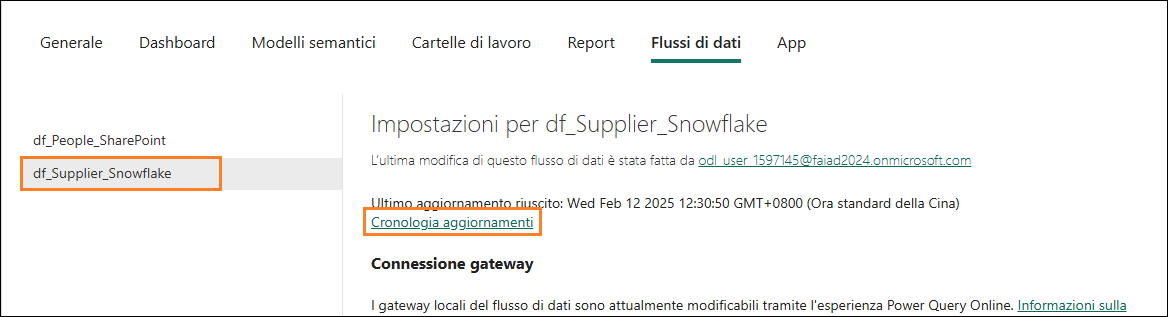 Generale Dashboard Modelli semantici Cartelle di lavoro Report Flussi di dati App
df_People_SharePoint
df_Supplier_Snowflake
Impostazioni per df_Supplier_Snowflake
L'ultima modifica di questo flusso di dati è stata fatta da odl_user_1597145@faiad2024.onmicrosoft.com
Ultimo aggiornamento riuscito: Wed Feb 12 2025 12:30:50 GMT+0800 (Ora standard della Cina)
Cronologia aggiornamenti
Connessione gateway
I gateway locali del flusso di dati sono attualmente modificabili tramite l'esperienza Power Query Online. Informazioni sulla